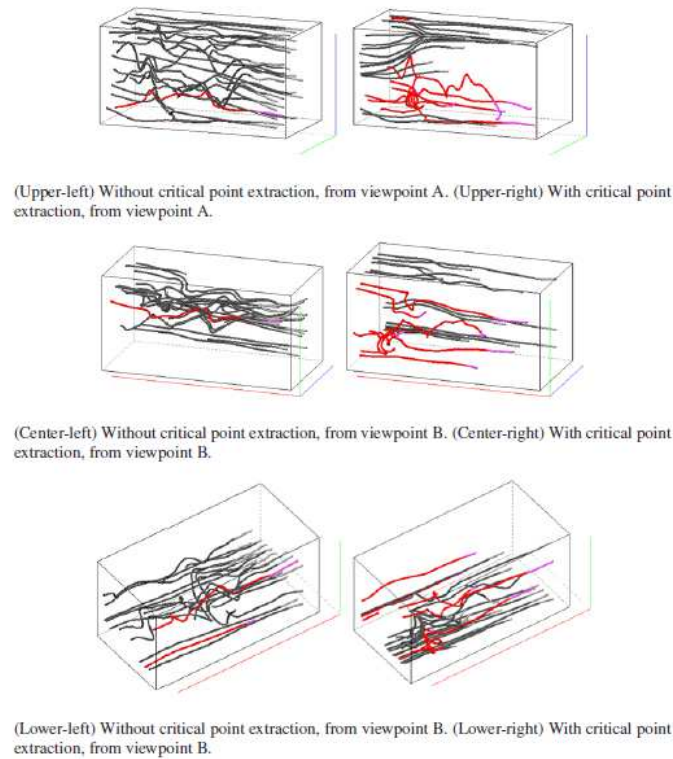 (Upper-left) Without critical point extraction, from viewpoint A. (Upper-right) With critical point
extraction, from viewpoint A.
(Center-left) Without critical point extraction, from viewpoint B. (Center-right) With critical point
extraction, from viewpoint B.
(Lower-left) Without critical point extraction, from viewpoint B. (Lower-right) With critical point
extraction, from viewpoint B.